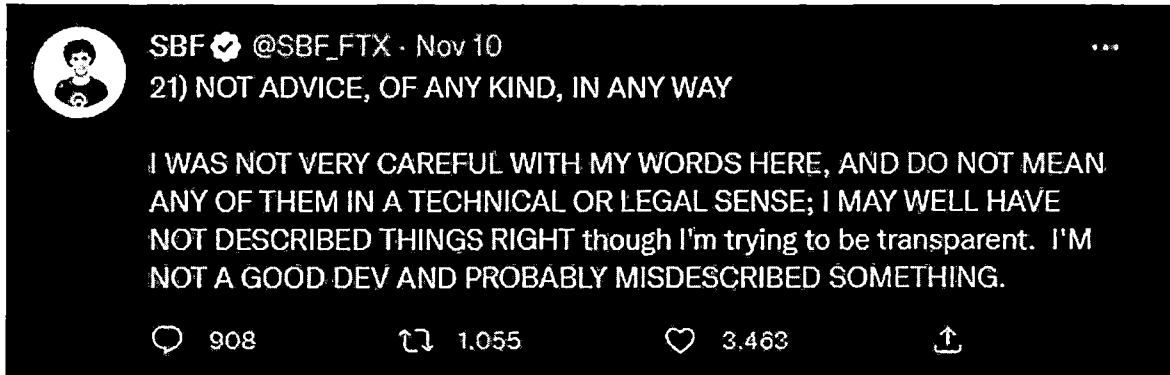 SBF @SBF_FTX · Nov 10
21) NOT ADVICE, OF ANY KIND, IN ANY WAY
I WAS NOT VERY CAREFUL WITH MY WORDS HERE, AND DO NOT MEAN
ANY OF THEM IN A TECHNICAL OR LEGAL SENSE; I MAY WELL HAVE
NOT DESCRIBED THINGS RIGHT though I'm trying to be transparent. I'M
NOT A GOOD DEV AND PROBABLY MISDESCRIBED SOMETHING.
908 1,055 3,463